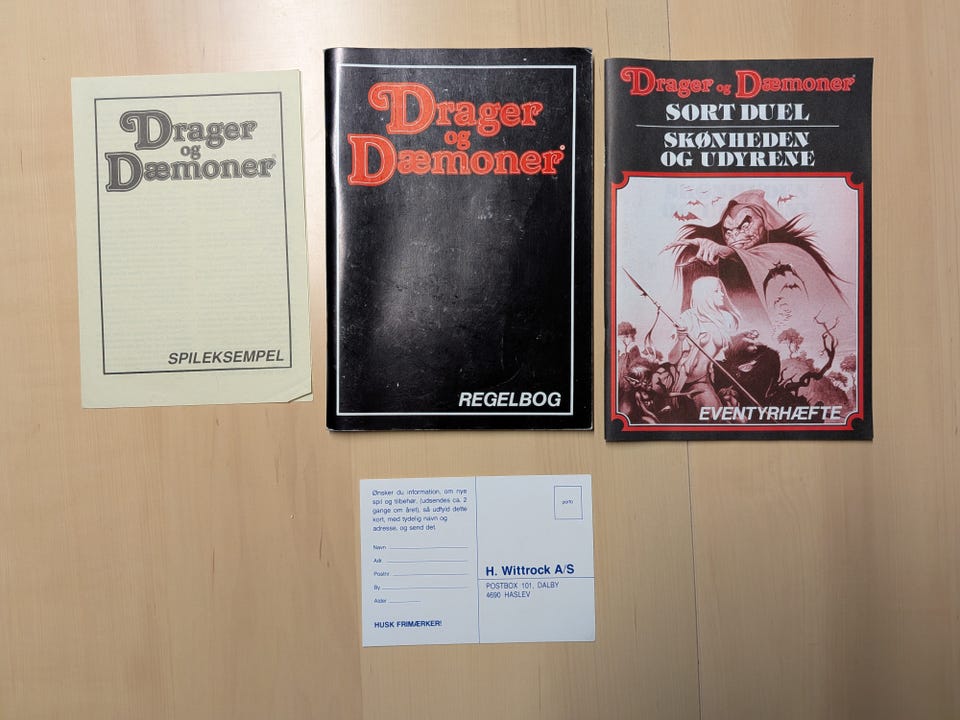 Drager
og
Dæmoner®
SPILEKSEMPEL
Drager
og
Dæmoner®
REGELBOG
Drager og Dæmoner®
SORT DUEL
SKØNHEDEN
OG UDYRENE
EVENTYRHÆFTE
Ønsker du information, om nye
spil og tilbehør, (udsendes ca. 2
gange om året), så udfyld dette
kort, med tydelig navn og
adresse, og send det.
Navn
Adr.
Postnr.
By
Alder
HUSK FRIMÆRKER!
porto
H. Wittrock A/S
POSTBOX 101, DALBY
4690 HASLEV